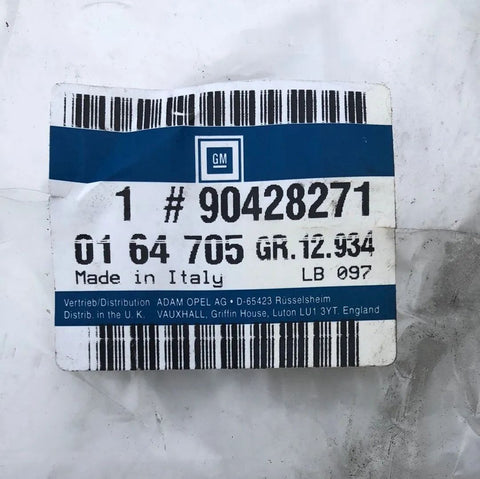 GM
1 # 90428271
01 64 705 GR.12.934
Made in Italy LB 097
Vertrieb/Distribution ADAM OPEL AG • D-65423 Rüsselsheim
Distrib. in the U. K. VAUXHALL, Griffin House, Luton LU1 3YT. England